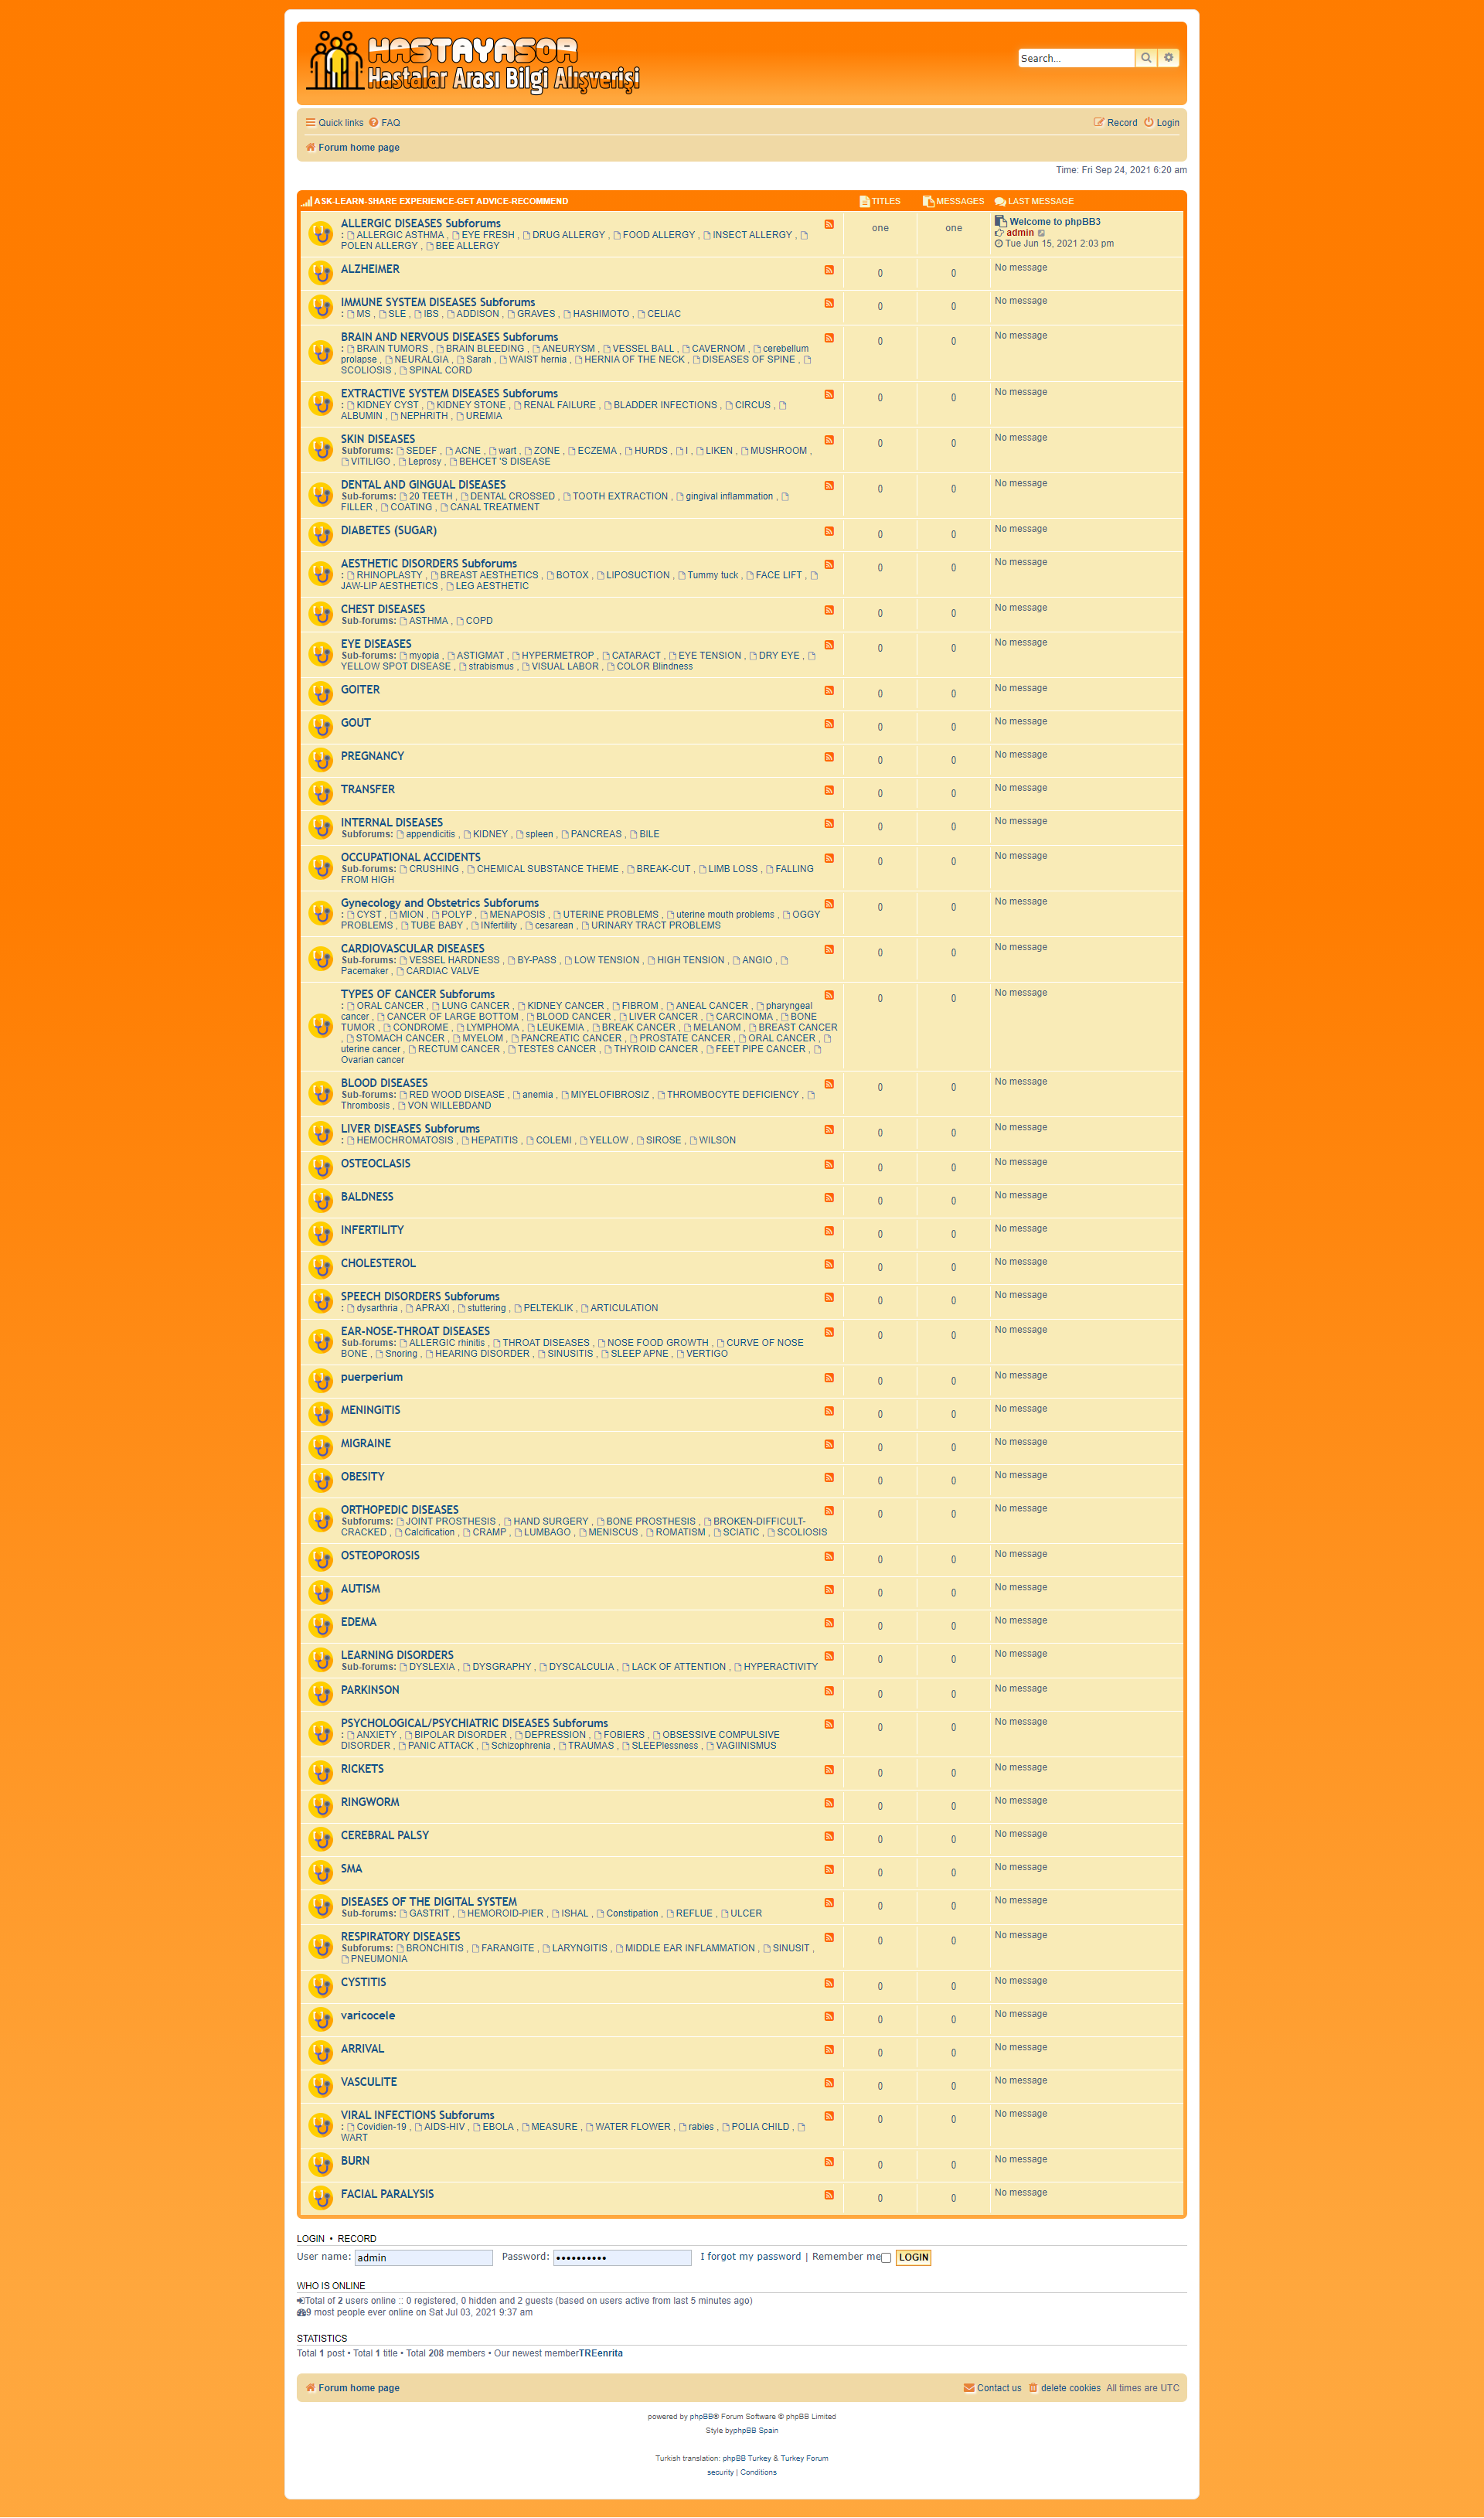 HASTAYASOR
Hastalar Arası Bilgi Alışverişi
Search…
Quick links FAQ
Record Login
Forum home page
Time: Fri Sep 24, 2021 6:20 am
ASK-LEARN-SHARE EXPERIENCE-GET ADVICE-RECOMMEND TITLES MESSAGES LAST MESSAGE
ALLERGIC DISEASES Subforums
: ALLERGIC ASTHMA , EYE FRESH , DRUG ALLERGY , FOOD ALLERGY , INSECT ALLERGY ,
POLEN ALLERGY , BEE ALLERGY
one one
Welcome to phpBB3
admin
Tue Jun 15, 2021 2:03 pm
ALZHEIMER
0 0 No message
IMMUNE SYSTEM DISEASES Subforums
: MS , SLE , IBS , ADDISON , GRAVES , HASHIMOTO , CELIAC
0 0 No message
BRAIN AND NERVOUS DISEASES Subforums
: BRAIN TUMORS , BRAIN BLEEDING , ANEURYSM , VESSEL BALL , CAVERNOM , cerebellum
prolapse , NEURALGIA , Sarah , WAIST hernia , HERNIA OF THE NECK , DISEASES OF SPINE ,
SCOLIOSIS , SPINAL CORD
0 0 No message
EXTRACTIVE SYSTEM DISEASES Subforums
: KIDNEY CYST , KIDNEY STONE , RENAL FAILURE , BLADDER INFECTIONS , CIRCUS ,
ALBUMIN , NEPHRITH , UREMIA
0 0 No message
SKIN DISEASES
Subforums: SEDEF , ACNE , wart , ZONE , ECZEMA , HURDS , I , LIKEN , MUSHROOM ,
VITILIGO , Leprosy , BEHCET 'S DISEASE
0 0 No message
DENTAL AND GINGUAL DISEASES
Sub-forums: 20 TEETH , DENTAL CROSSED , TOOTH EXTRACTION , gingival inflammation ,
FILLER , COATING , CANAL TREATMENT
0 0 No message
DIABETES (SUGAR)
0 0 No message
AESTHETIC DISORDERS Subforums
: RHINOPLASTY , BREAST AESTHETICS , BOTOX , LIPOSUCTION , Tummy tuck , FACE LIFT ,
JAW-LIP AESTHETICS , LEG AESTHETIC
0 0 No message
CHEST DISEASES
Sub-forums: ASTHMA , COPD
0 0 No message
EYE DISEASES
Sub-forums: myopia , ASTIGMAT , HYPERMETROP , CATARACT , EYE TENSION , DRY EYE ,
YELLOW SPOT DISEASE , strabismus , VISUAL LABOR , COLOR Blindness
0 0 No message
GOITER
0 0 No message
GOUT
0 0 No message
PREGNANCY
0 0 No message
TRANSFER
0 0 No message
INTERNAL DISEASES
Subforums: appendicitis , KIDNEY , spleen , PANCREAS , BILE
0 0 No message
OCCUPATIONAL ACCIDENTS
Sub-forums: CRUSHING , CHEMICAL SUBSTANCE THEME , BREAK-CUT , LIMB LOSS , FALLING
FROM HIGH
0 0 No message
Gynecology and Obstetrics Subforums
: CYST , MION , POLYP , MENAPOSIS , UTERINE PROBLEMS , uterine mouth problems , OGGY
PROBLEMS , TUBE BABY , INfertility , cesarean , URINARY TRACT PROBLEMS
0 0 No message
CARDIOVASCULAR DISEASES
Sub-forums: VESSEL HARDNESS , BY-PASS , LOW TENSION , HIGH TENSION , ANGIO ,
Pacemaker , CARDIAC VALVE
0 0 No message
TYPES OF CANCER Subforums
: ORAL CANCER , LUNG CANCER , KIDNEY CANCER , FIBROM , ANEAL CANCER , pharyngeal
cancer , CANCER OF LARGE BOTTOM , BLOOD CANCER , LIVER CANCER , CARCINOMA , BONE
TUMOR , CONDROME , LYMPHOMA , LEUKEMIA , BREAK CANCER , MELANOM , BREAST CANCER
, STOMACH CANCER , MYELOM , PANCREATIC CANCER , PROSTATE CANCER , ORAL CANCER ,
uterine cancer , RECTUM CANCER , TESTES CANCER , THYROID CANCER , FEET PIPE CANCER ,
Ovarian cancer
0 0 No message
BLOOD DISEASES
Sub-forums: RED WOOD DISEASE , anemia , MIYELOFIBROSIZ , THROMBOCYTE DEFICIENCY ,
Thrombosis , VON WILLEBDAND
0 0 No message
LIVER DISEASES Subforums
: HEMOCHROMATOSIS , HEPATITIS , COLEMI , YELLOW , SIROSE , WILSON
0 0 No message
OSTEOCLASIS
0 0 No message
BALDNESS
0 0 No message
INFERTILITY
0 0 No message
CHOLESTEROL
0 0 No message
SPEECH DISORDERS Subforums
: dysarthria , APRAXI , stuttering , PELTEKLIK , ARTICULATION
0 0 No message
EAR-NOSE-THROAT DISEASES
Sub-forums: ALLERGIC rhinitis , THROAT DISEASES , NOSE FOOD GROWTH , CURVE OF NOSE
BONE , Snoring , HEARING DISORDER , SINUSITIS , SLEEP APNE , VERTIGO
0 0 No message
puerperium
0 0 No message
MENINGITIS
0 0 No message
MIGRAINE
0 0 No message
OBESITY
0 0 No message
ORTHOPEDIC DISEASES
Subforums: JOINT PROSTHESIS , HAND SURGERY , BONE PROSTHESIS , BROKEN-DIFFICULT-
CRACKED , Calcification , CRAMP , LUMBAGO , MENISCUS , ROMATISM , SCIATIC , SCOLIOSIS
0 0 No message
OSTEOPOROSIS
0 0 No message
AUTISM
0 0 No message
EDEMA
0 0 No message
LEARNING DISORDERS
Sub-forums: DYSLEXIA , DYSGRAPHY , DYSCALCULIA , LACK OF ATTENTION , HYPERACTIVITY
0 0 No message
PARKINSON
0 0 No message
PSYCHOLOGICAL/PSYCHIATRIC DISEASES Subforums
: ANXIETY , BIPOLAR DISORDER , DEPRESSION , FOBIERS , OBSESSIVE COMPULSIVE
DISORDER , PANIC ATTACK , Schizophrenia , TRAUMAS , SLEEPlessness , VAGIINISMUS
0 0 No message
RICKETS
0 0 No message
RINGWORM
0 0 No message
CEREBRAL PALSY
0 0 No message
SMA
0 0 No message
DISEASES OF THE DIGITAL SYSTEM
Sub-forums: GASTRIT , HEMOROID-PIER , ISHAL , Constipation , REFLUE , ULCER
0 0 No message
RESPIRATORY DISEASES
Subforums: BRONCHITIS , FARANGITE , LARYNGITIS , MIDDLE EAR INFLAMMATION , SINUSIT ,
PNEUMONIA
0 0 No message
CYSTITIS
0 0 No message
varicocele
0 0 No message
ARRIVAL
0 0 No message
VASCULITE
0 0 No message
VIRAL INFECTIONS Subforums
: Covidien-19 , AIDS-HIV , EBOLA , MEASURE , WATER FLOWER , rabies , POLIA CHILD ,
WART
0 0 No message
BURN
0 0 No message
FACIAL PARALYSIS
0 0 No message
LOGIN • RECORD
User name: admin Password: •••••••••• I forgot my password | Remember me LOGIN
WHO IS ONLINE
Total of 2 users online :: 0 registered, 0 hidden and 2 guests (based on users active from last 5 minutes ago)
9 most people ever online on Sat Jul 03, 2021 9:37 am
STATISTICS
Total 1 post • Total 1 title • Total 208 members • Our newest memberTREenrita
Forum home page
Contact us delete cookies All times are UTC
powered by phpBB® Forum Software © phpBB Limited
Style byphpBB Spain
Turkish translation: phpBB Turkey & Turkey Forum
security | Conditions